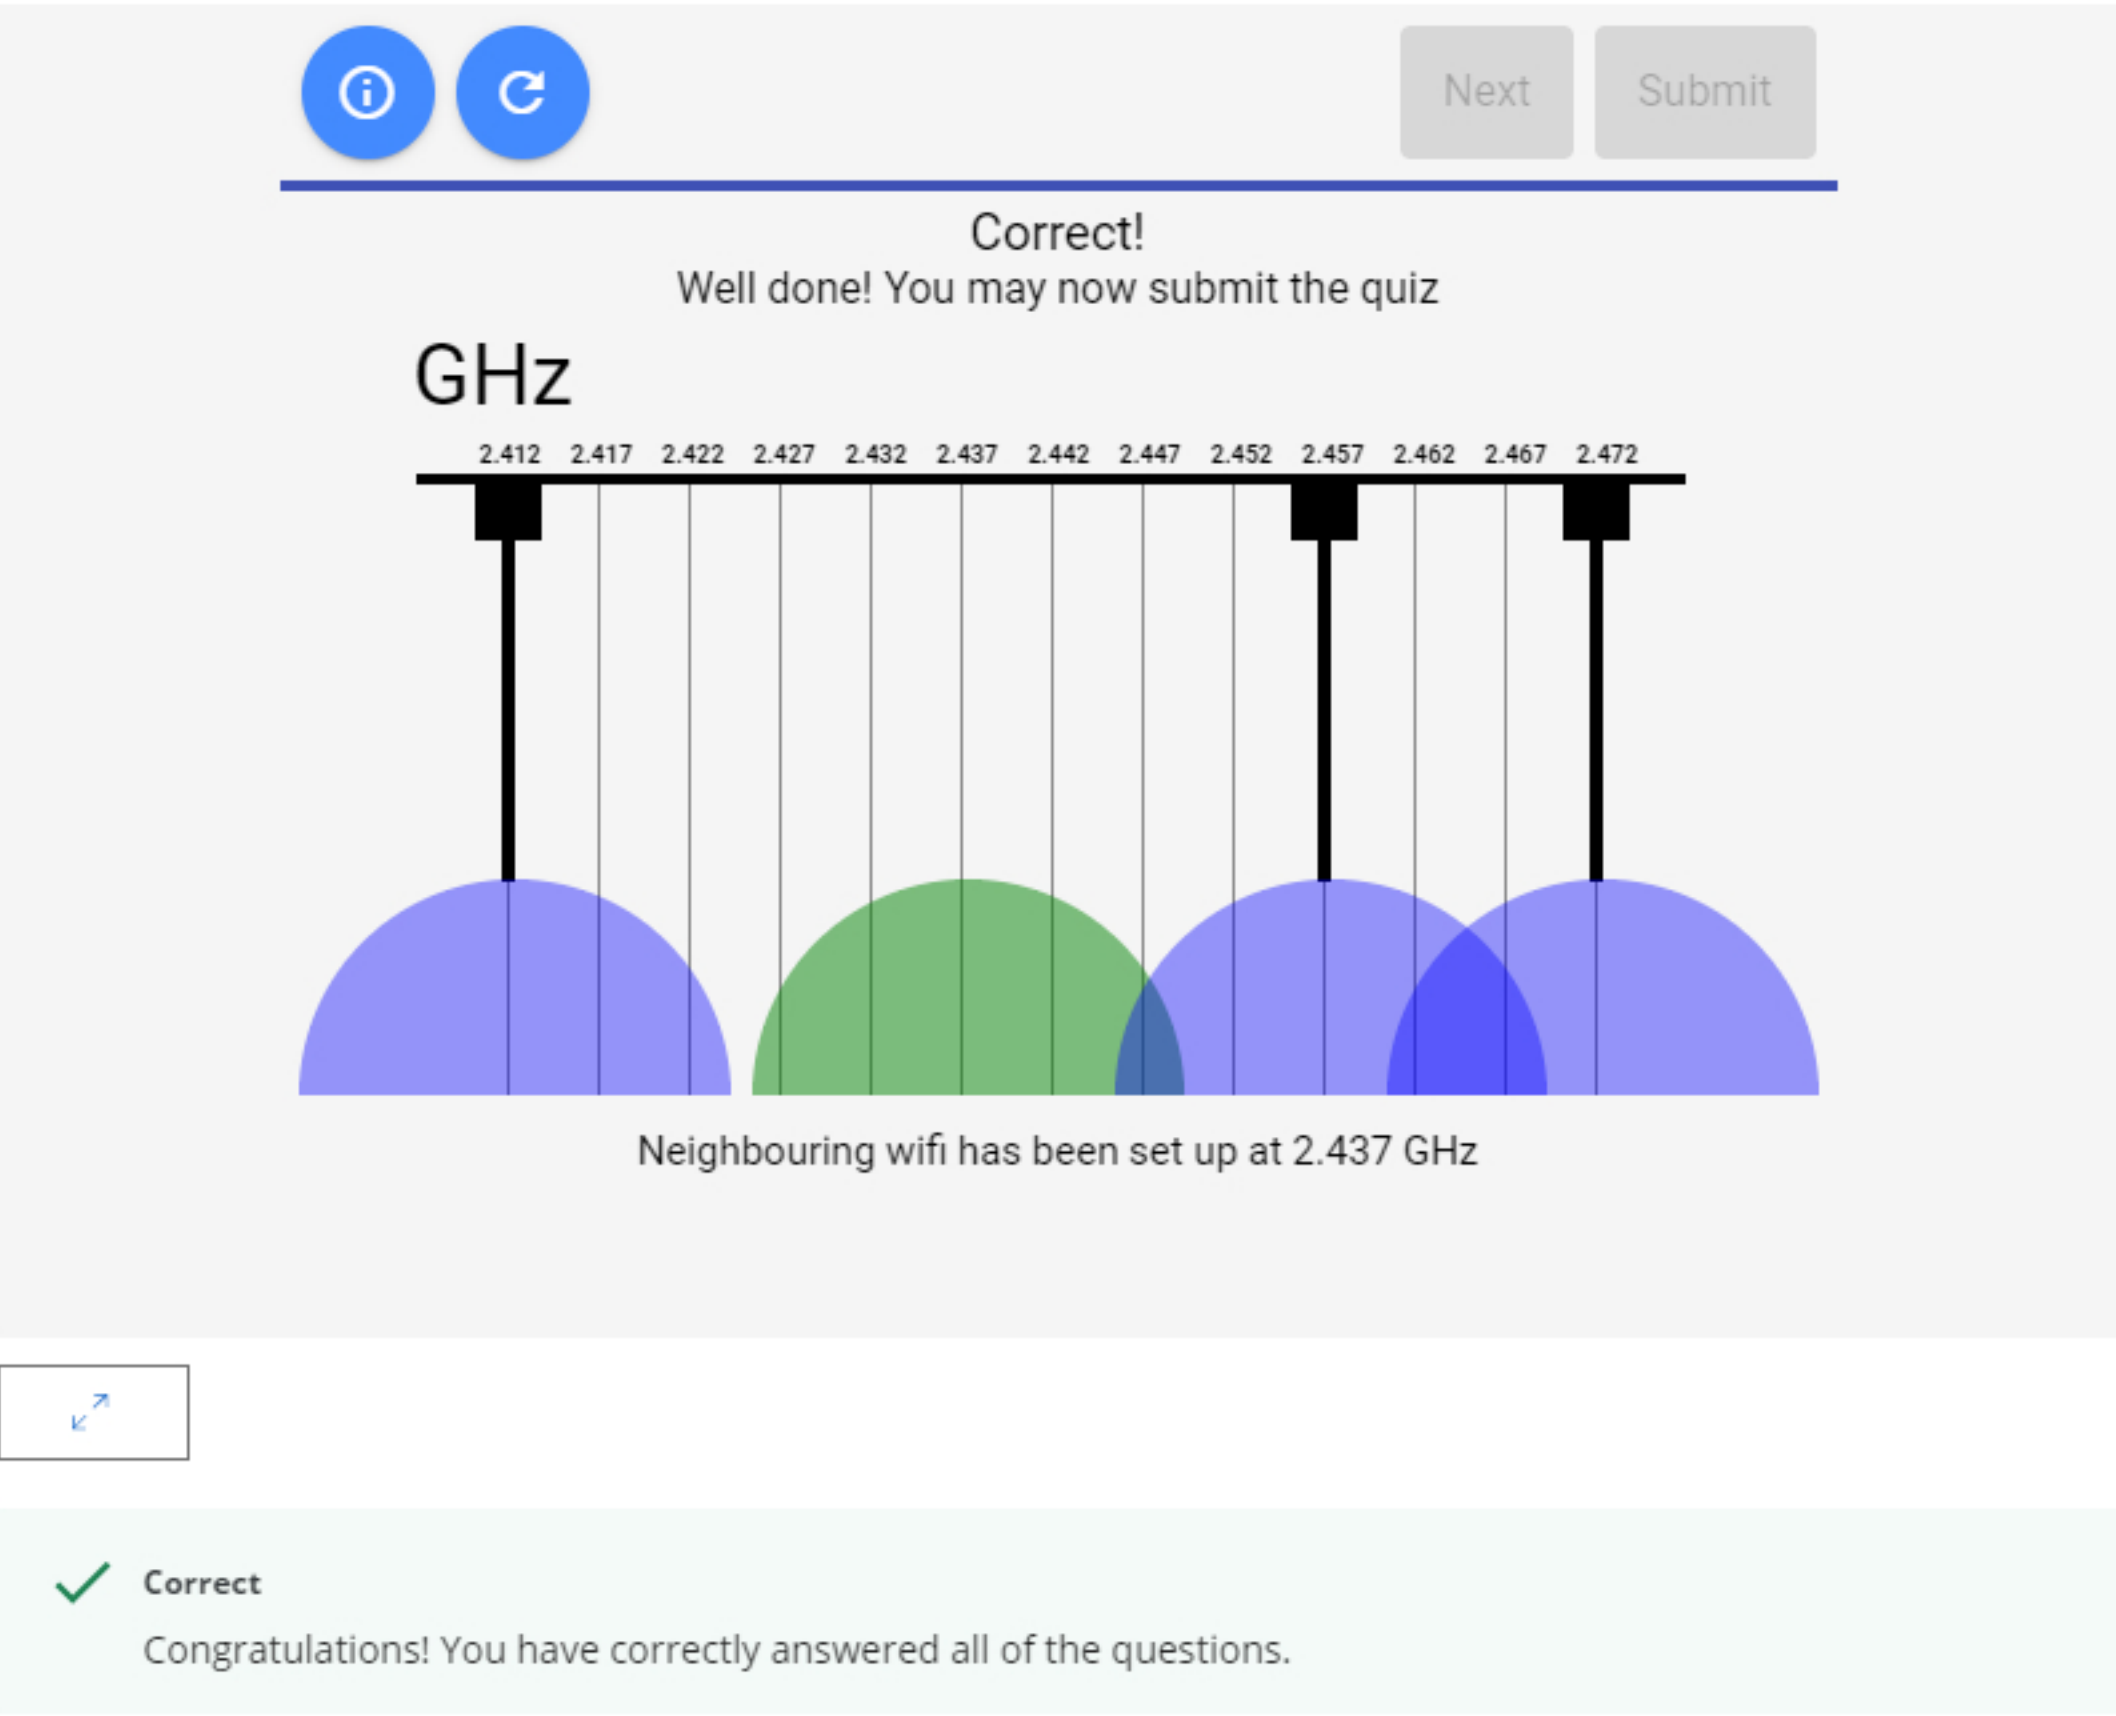 Next Submit
Correct!
Well done! You may now submit the quiz
GHz
2.412 2.417 2.422 2.427 2.432 2.437 2.442 2.447 2.452 2.457 2.462 2.467 2.472
Neighbouring wifi has been set up at 2.437 GHz
Correct
Congratulations! You have correctly answered all of the questions.